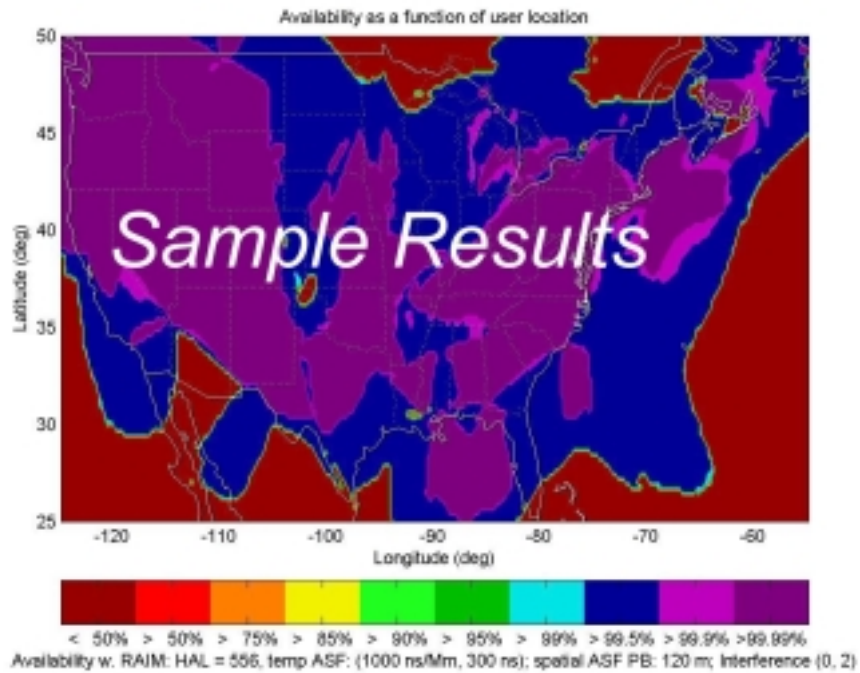 Availability as a function of user location
50
45
40
35
30
25
Latitude (deg)
Sample Results
-120 -110 -100 -90 -80 -70 -60
Longitude (deg)
< 50% > 50% > 75% > 85% > 90% > 95% > 99% > 99.5% > 99.9% >99.99%
Availability w. RAIM: HAL = 556, temp ASF: (1000 ns/Mm, 300 ns); spatial ASF PB: 120 m; Interference (0, 2)